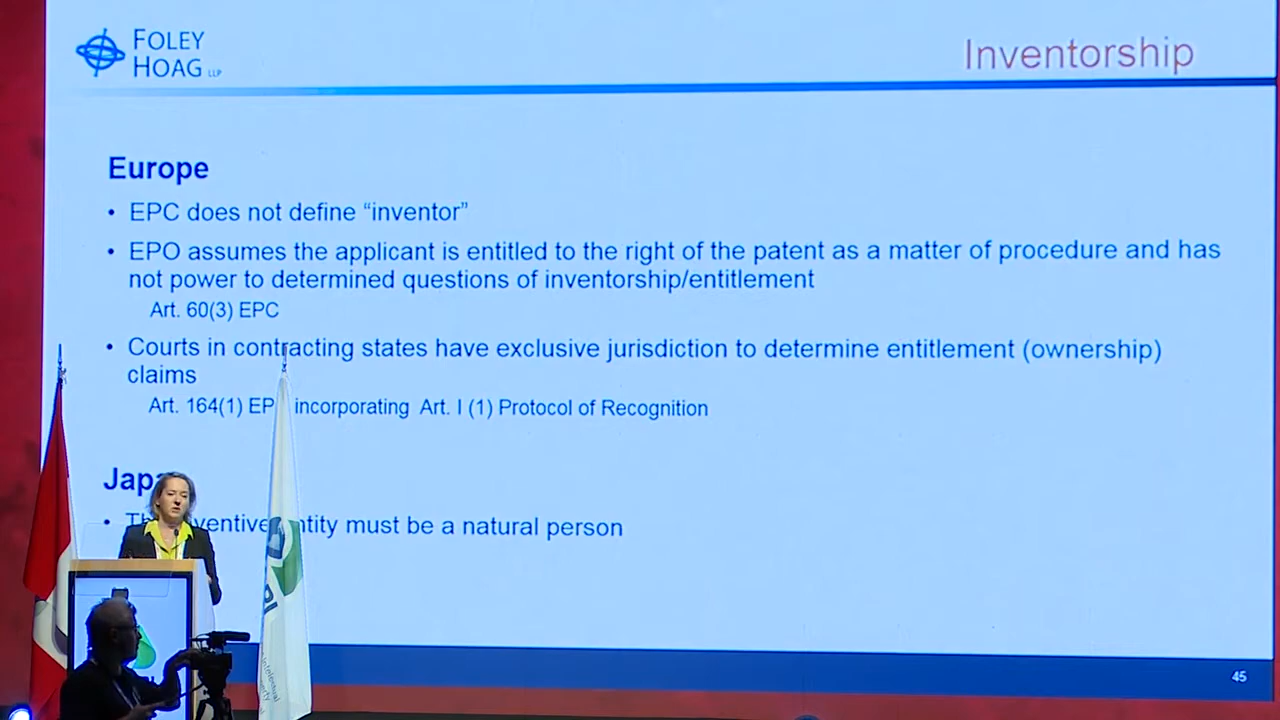 FOLEY
HOAG LLP
Inventorship
Europe
• EPC does not define “inventor”
• EPO assumes the applicant is entitled to the right of the patent as a matter of procedure and has
not power to determined questions of inventorship/entitlement
Art. 60(3) EPC
• Courts in contracting states have exclusive jurisdiction to determine entitlement (ownership)
claims
Art. 164(1) EP incorporating Art. I (1) Protocol of Recognition
Jap
• Th ventive ntity must be a natural person
45